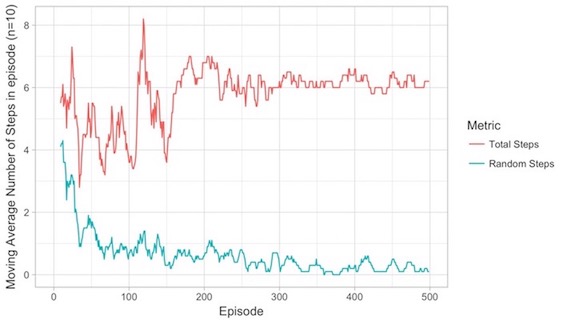 Moving Average Number of Steps in episode (n=10)
8
6
4
2
0
0 100 200 300 400 500
Episode
Metric
Total Steps
Random Steps